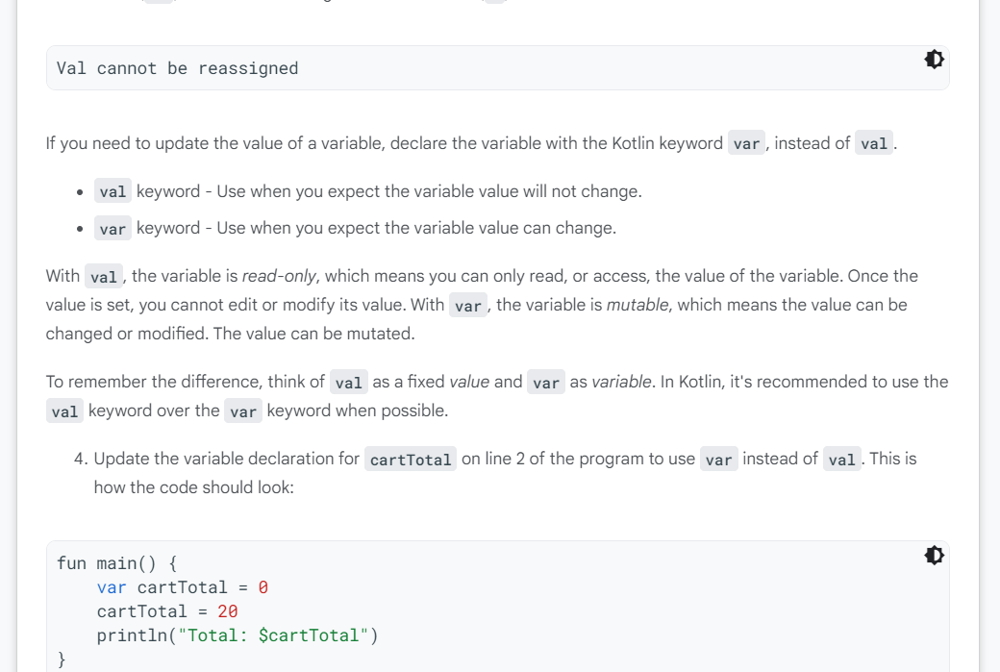 Val cannot be reassigned
If you need to update the value of a variable, declare the variable with the Kotlin keyword var, instead of val.
• val keyword - Use when you expect the variable value will not change.
• var keyword - Use when you expect the variable value can change.
With val, the variable is read-only, which means you can only read, or access, the value of the variable. Once the
value is set, you cannot edit or modify its value. With var, the variable is mutable, which means the value can be
changed or modified. The value can be mutated.
To remember the difference, think of val as a fixed value and var as variable. In Kotlin, it's recommended to use the
val keyword over the var keyword when possible.
4. Update the variable declaration for cartTotal on line 2 of the program to use var instead of val. This is
how the code should look:
fun main() {
    var cartTotal = 0
    cartTotal = 20
    println("Total: $cartTotal")
}